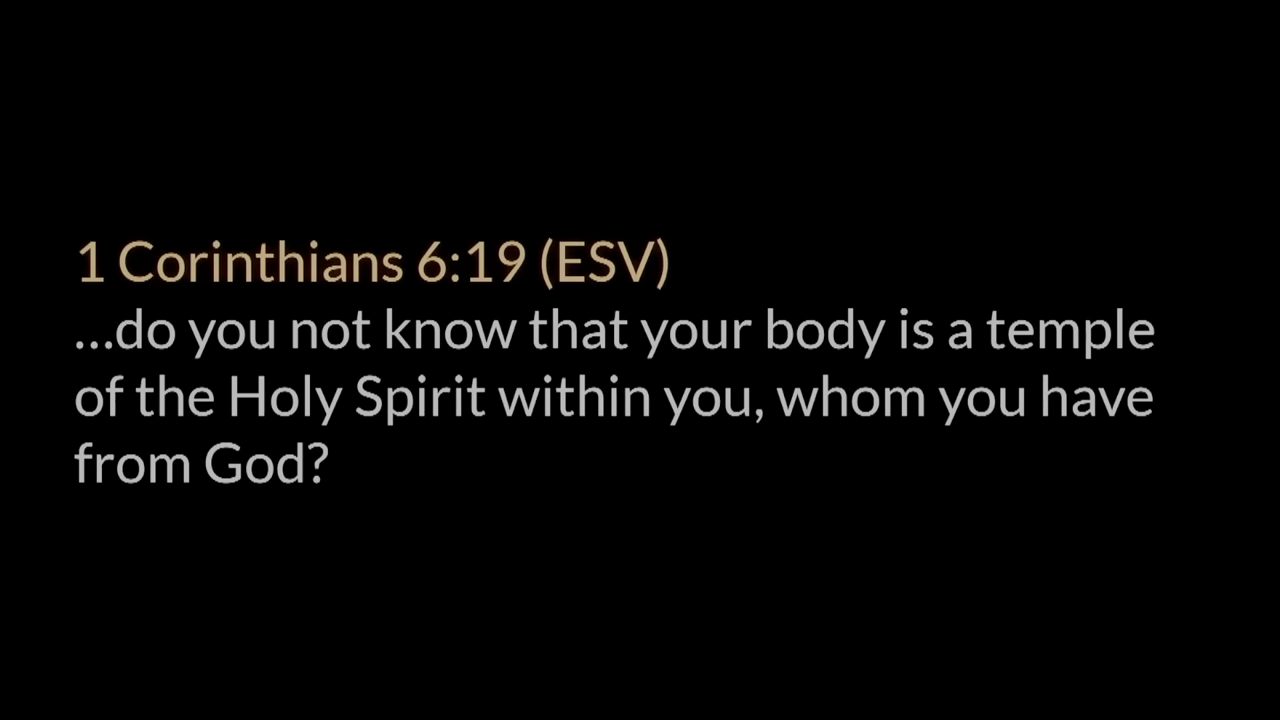 1 Corinthians 6:19 (ESV)
...do you not know that your body is a temple
of the Holy Spirit within you, whom you have
from God?